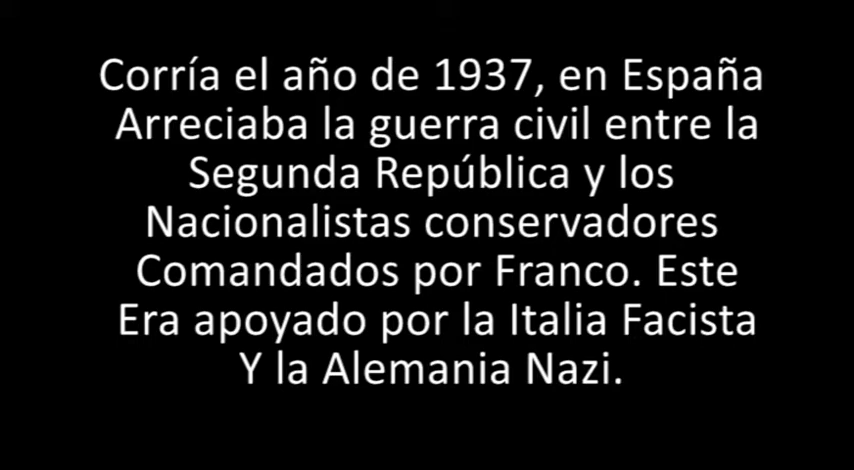 Corría el año de 1937, en España
Arreciaba la guerra civil entre la
Segunda República y los
Nacionalistas conservadores
Comandados por Franco. Este
Era apoyado por la Italia Facista
Y la Alemania Nazi.